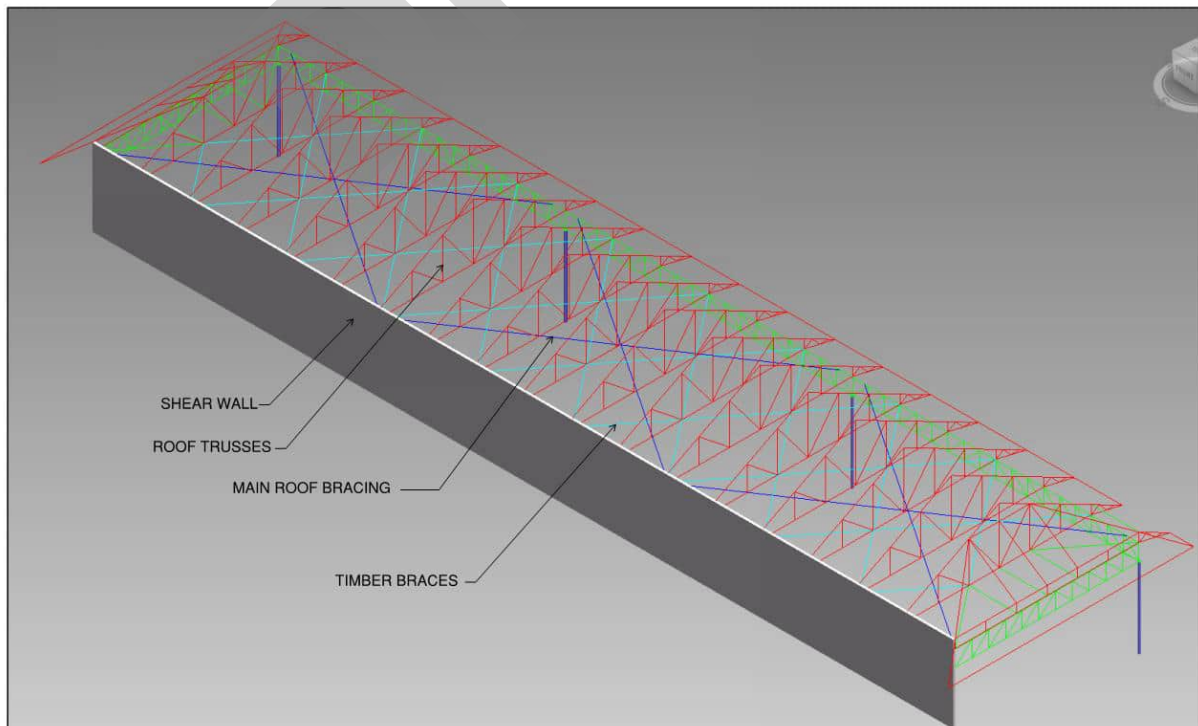 SHEAR WALL
ROOF TRUSSES
MAIN ROOF BRACING
TIMBER BRACES